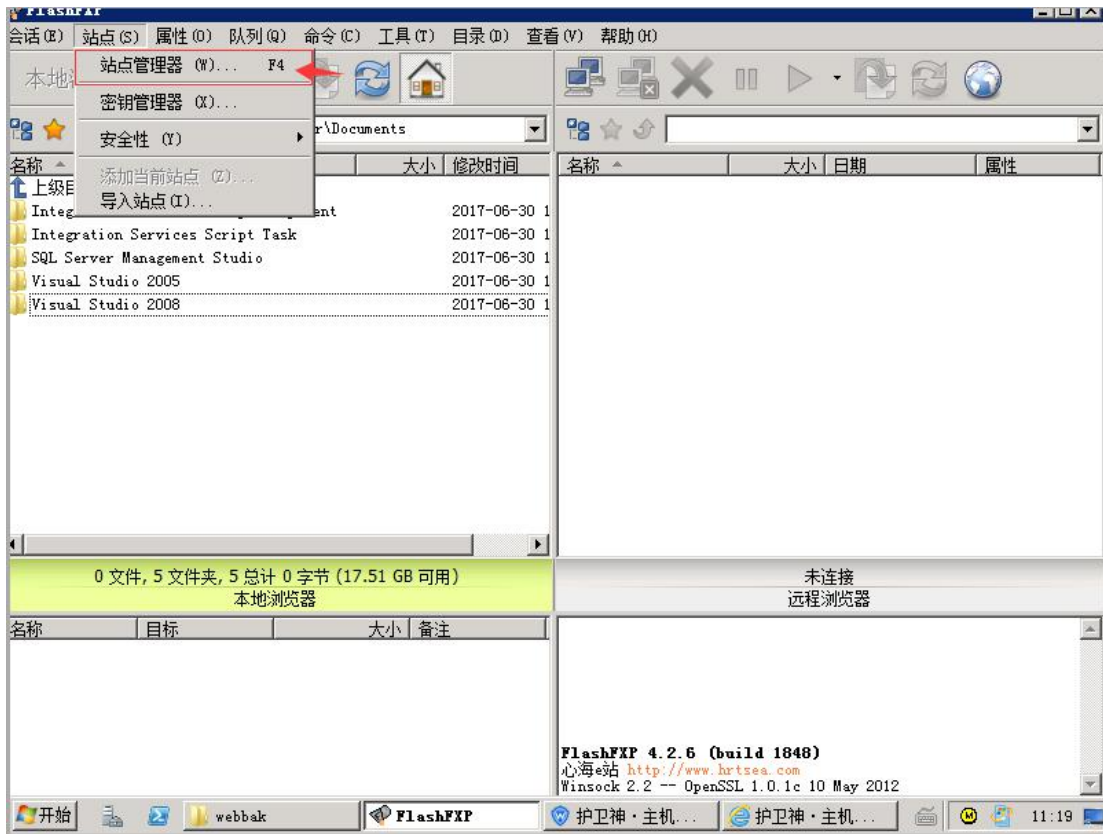 FlashFXP
会话(E) 站点(S) 属性(O) 队列(Q) 命令(C) 工具(T) 目录(D) 查看(V) 帮助(H)
站点管理器 (W)... F4
密钥管理器 (X)...
安全性 (Y)
添加当前站点 (Z)...
导入站点(I)...
本地
r\Documents
名称 大小 修改时间
上级目
Integ ment 2017-06-30 1
Integration Services Script Task 2017-06-30 1
SQL Server Management Studio 2017-06-30 1
Visual Studio 2005 2017-06-30 1
Visual Studio 2008 2017-06-30 1
名称 大小 日期 属性
0 文件, 5 文件夹, 5 总计 0 字节 (17.51 GB 可用)
本地浏览器
未连接
远程浏览器
名称 目标 大小 备注
FlashFXP 4.2.6 (build 1848)
心海e站 http://www.hrtsea.com
Winsock 2.2 -- OpenSSL 1.0.1c 10 May 2012
开始 webbak FlashFXP 护卫神·主机... 护卫神·主机... 11:19